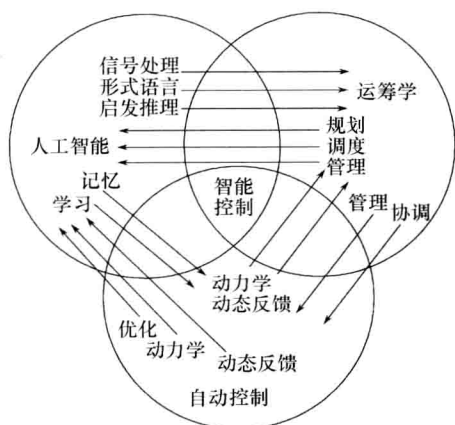 信号处理
形式语言
启发推理
运筹学
规划
人工智能
调度
管理
记忆
智能
控制
学习
管理
协调
动力学
动态反馈
优化
动力学
动态反馈
自动控制